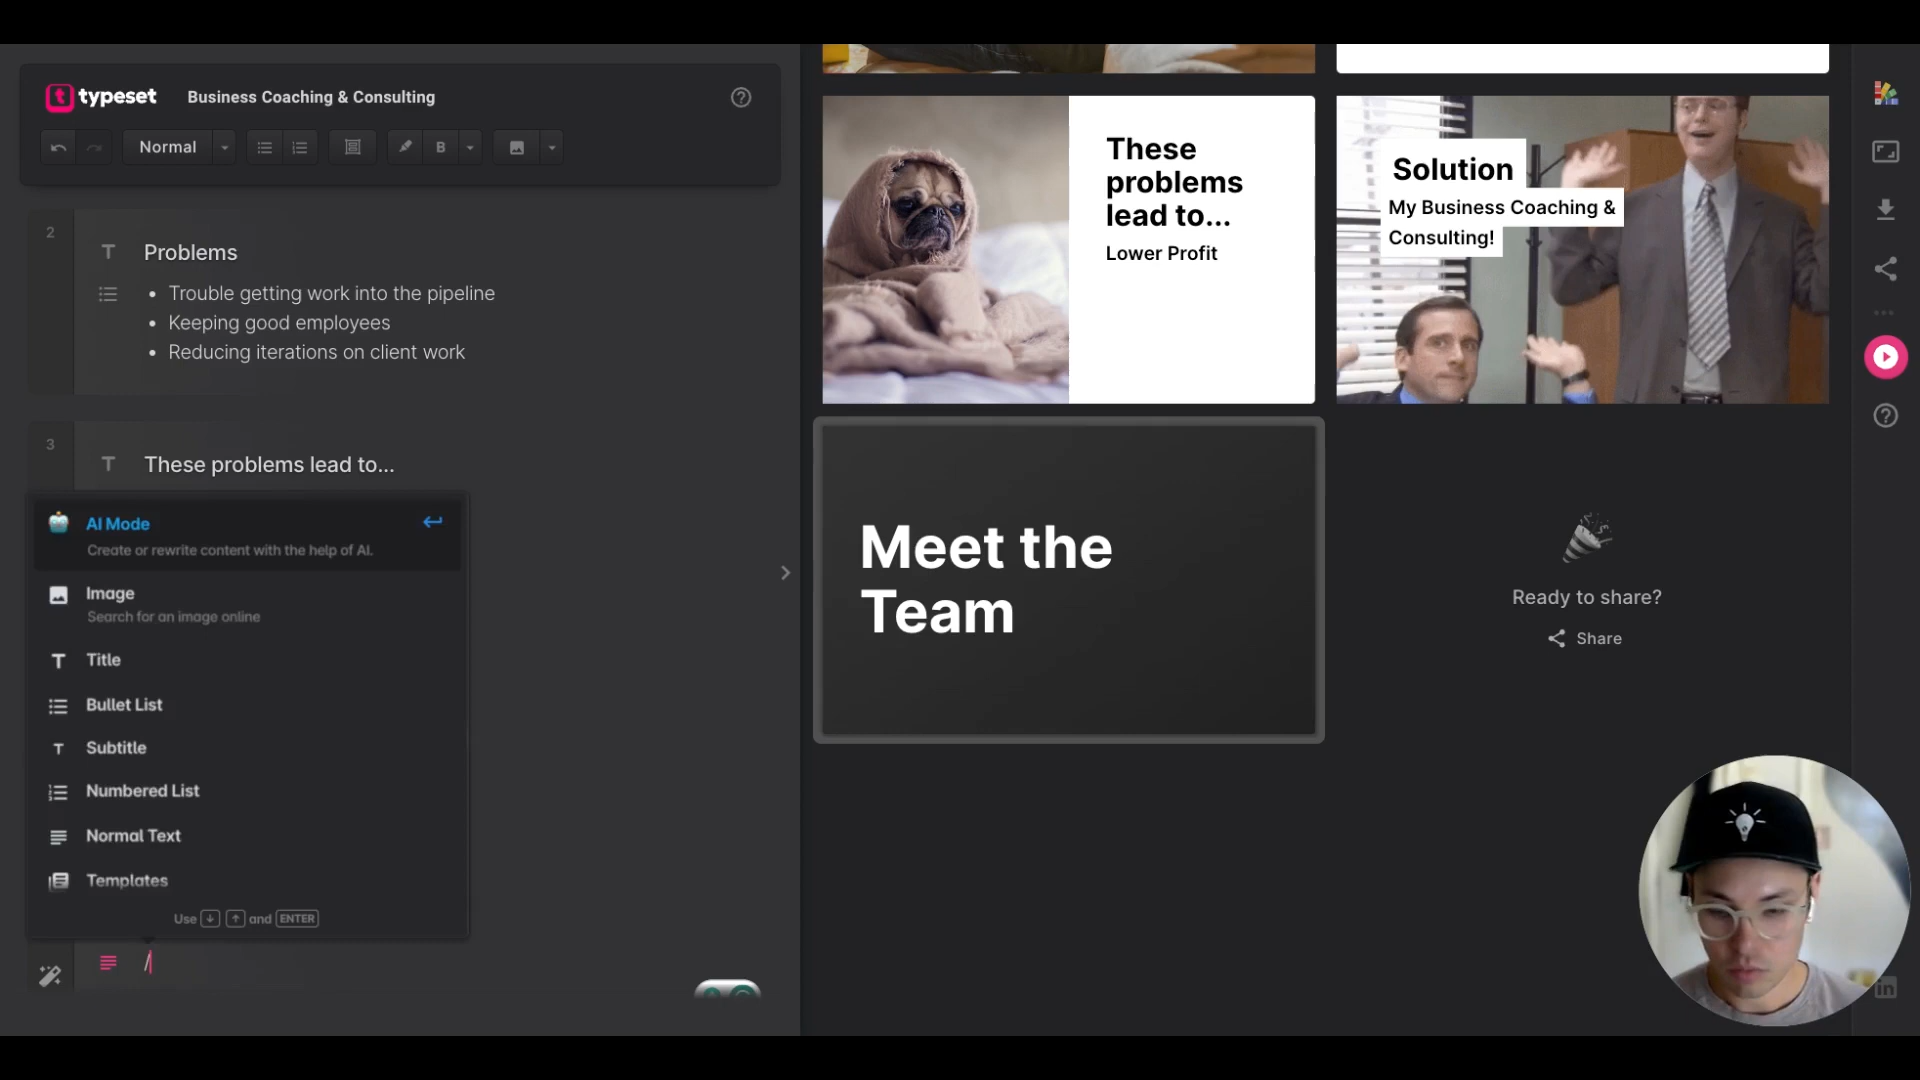 typeset
Business Coaching & Consulting
Normal
B
2
Problems
• Trouble getting work into the pipeline
• Keeping good employees
• Reducing iterations on client work
3
These problems lead to...
AI Mode
Create or rewrite content with the help of AI.
Image
Search for an image online
Title
Bullet List
Subtitle
Numbered List
Normal Text
Templates
Use ↓ ↑ and ENTER
/
These
problems
lead to...
Lower Profit
Solution
My Business Coaching &
Consulting!
Meet the
Team
Ready to share?
Share
in